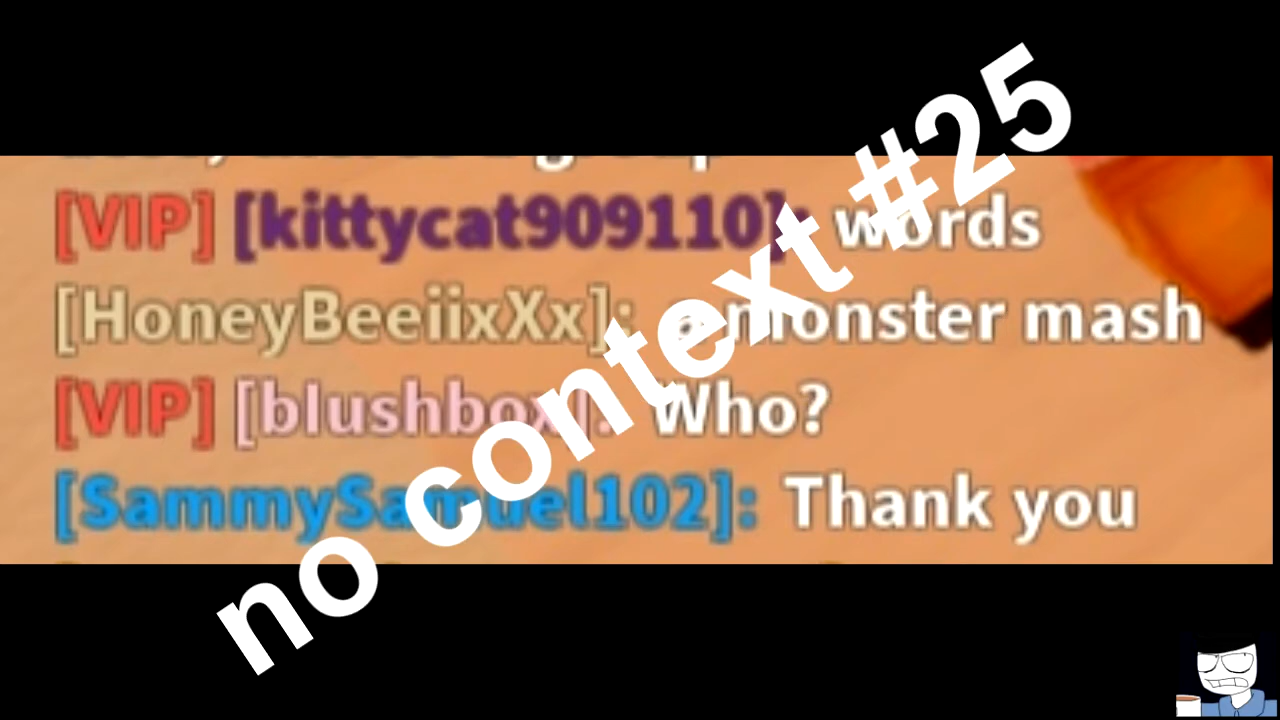 [VIP] [kittycat909110]: words
[HoneyBeeiixXx]: a monster mash
[VIP] [blushbox]: Who?
[SammySamuel102]: Thank you
no context #25